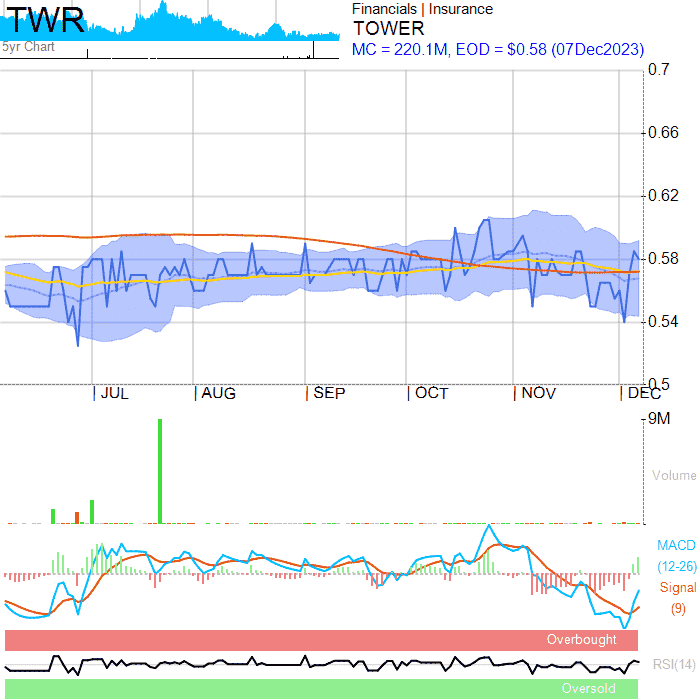 TWR
5yr Chart
Financials | Insurance
TOWER
MC = 220.1M, EOD = $0.58 (07Dec2023)
0.7
0.66
0.62
0.58
0.54
0.5
JUL AUG SEP OCT NOV DEC
9M
Volume
MACD
(12-26)
Signal
(9)
Overbought
RSI(14)
Oversold